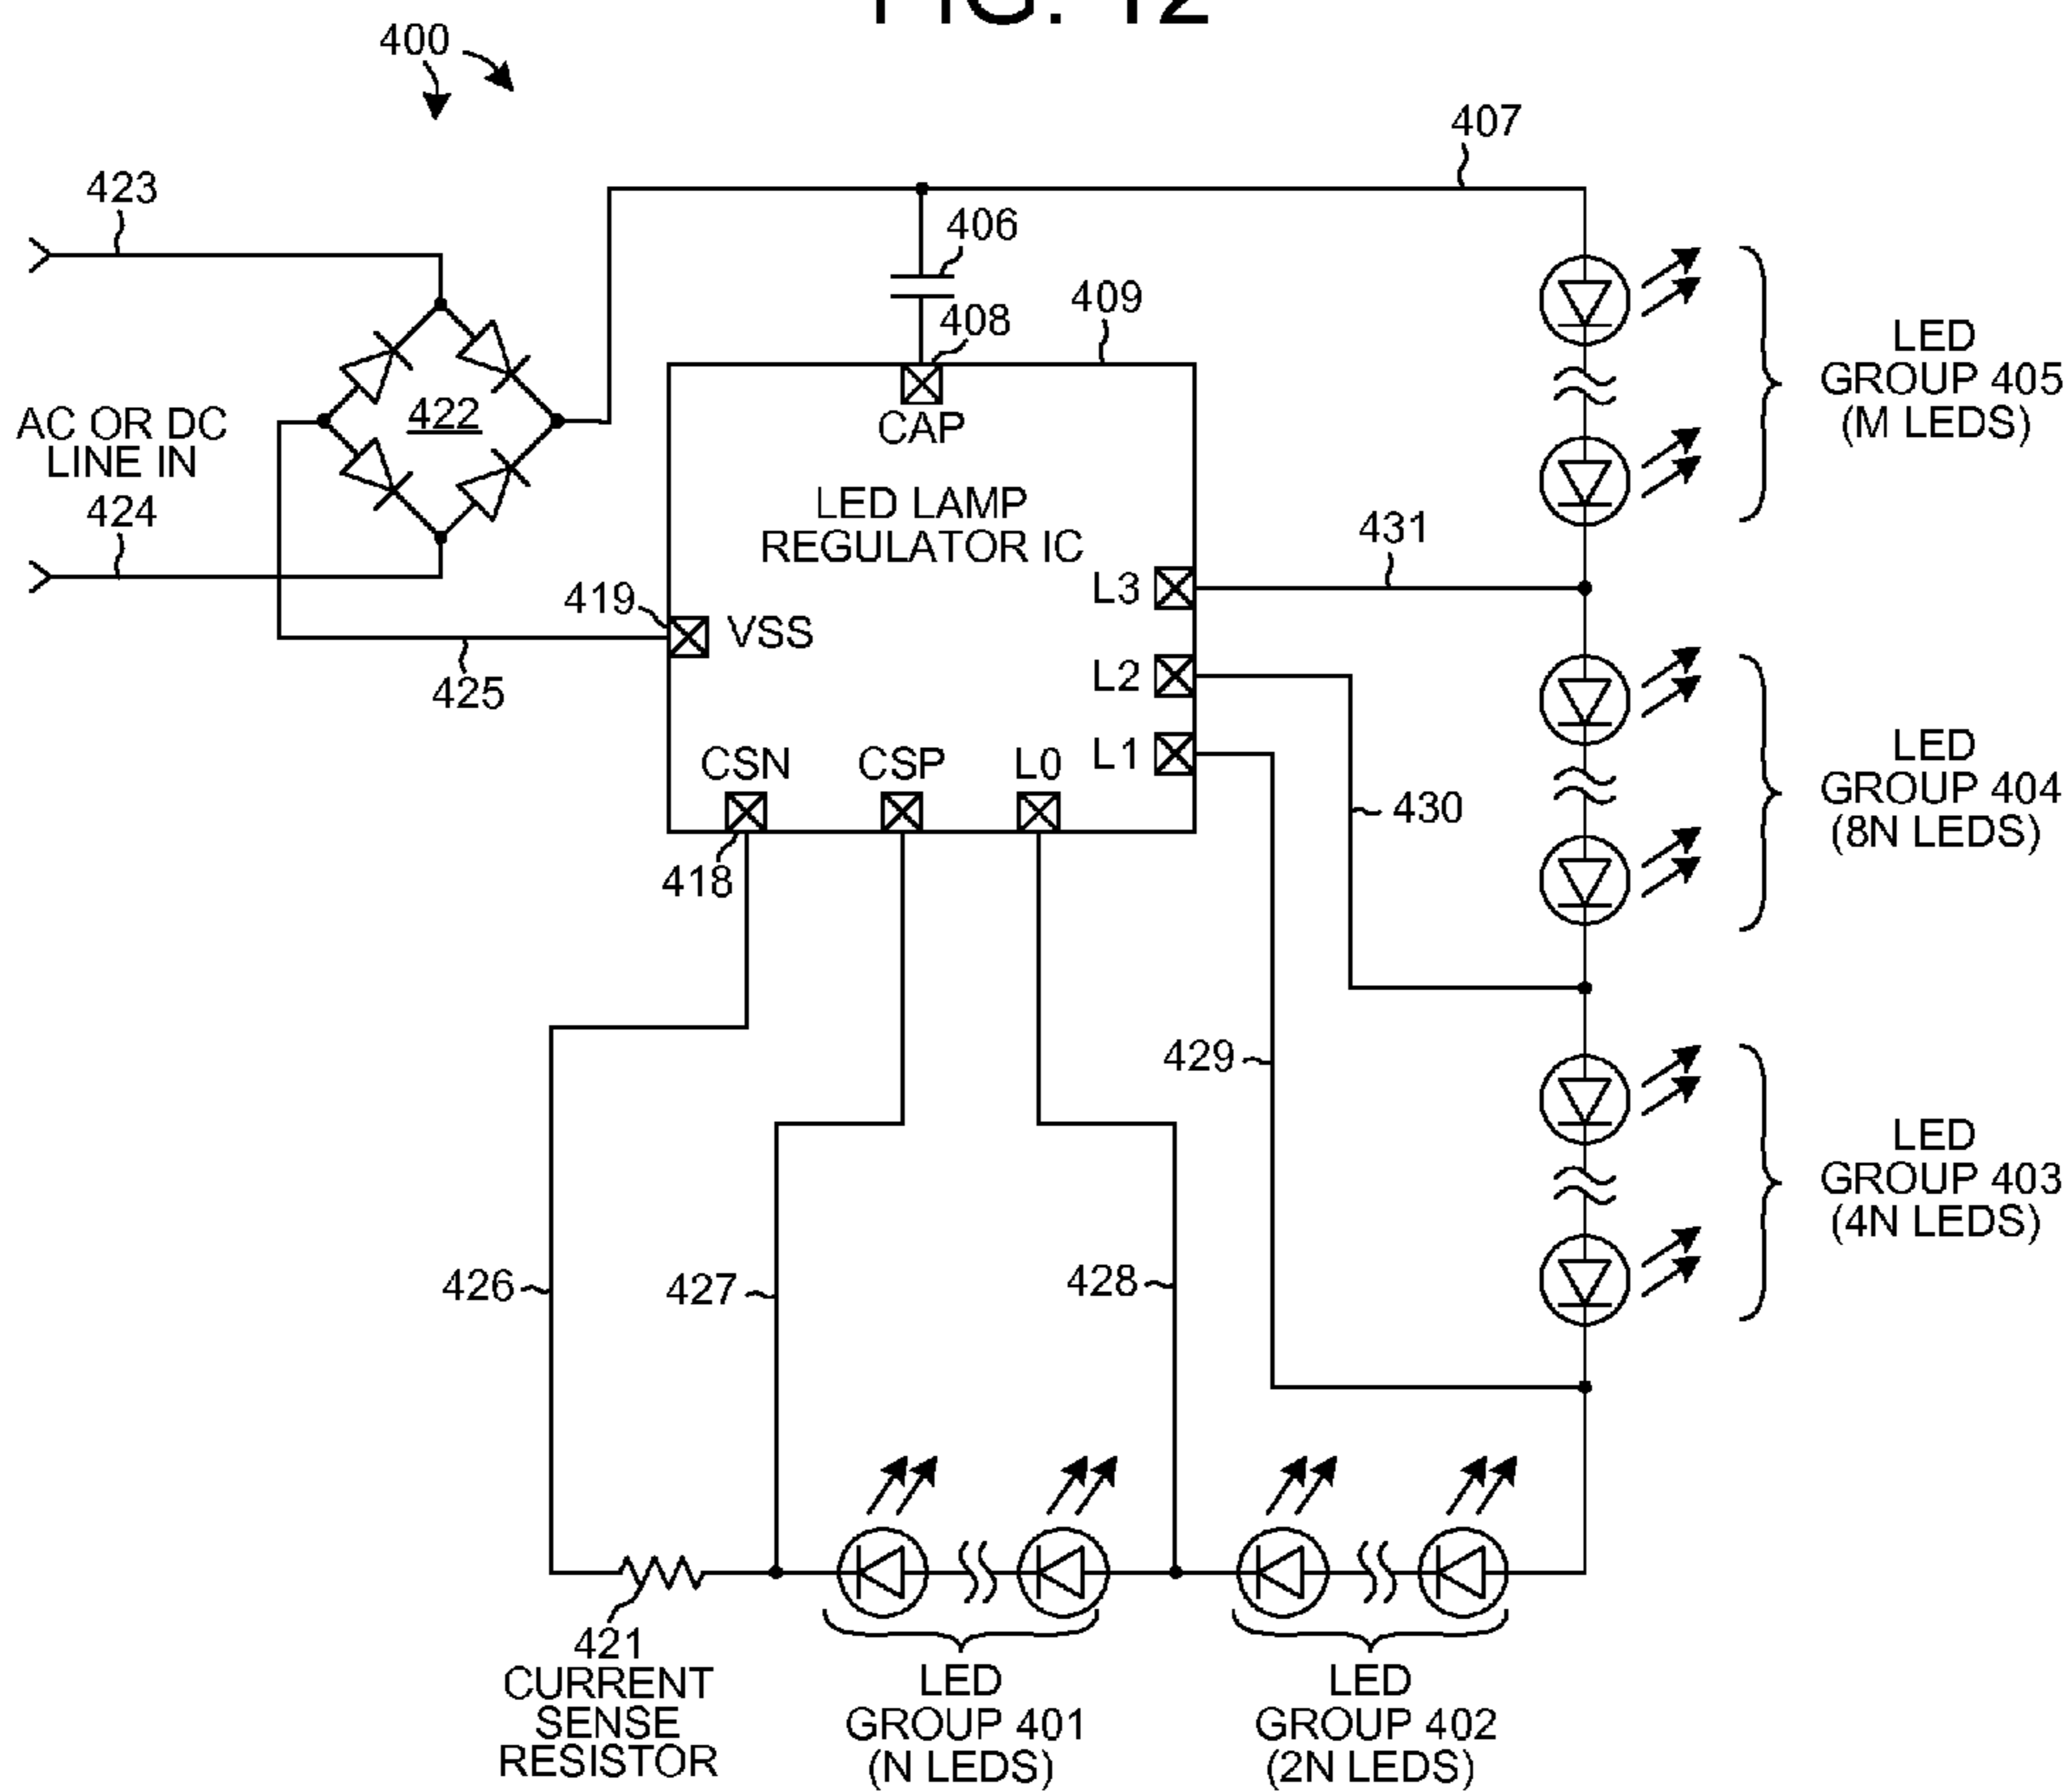 FIG. 12
400
407
423
406
409
408
CAP
LED
GROUP 405
(M LEDS)
AC OR DC
LINE IN
422
424
LED LAMP
REGULATOR IC
431
L3
419
VSS
425
L2
L1
CSN
CSP
L0
418
430
LED
GROUP 404
(8N LEDS)
429
LED
GROUP 403
(4N LEDS)
426
427
428
421
CURRENT
SENSE
RESISTOR
LED
GROUP 401
(N LEDS)
LED
GROUP 402
(2N LEDS)